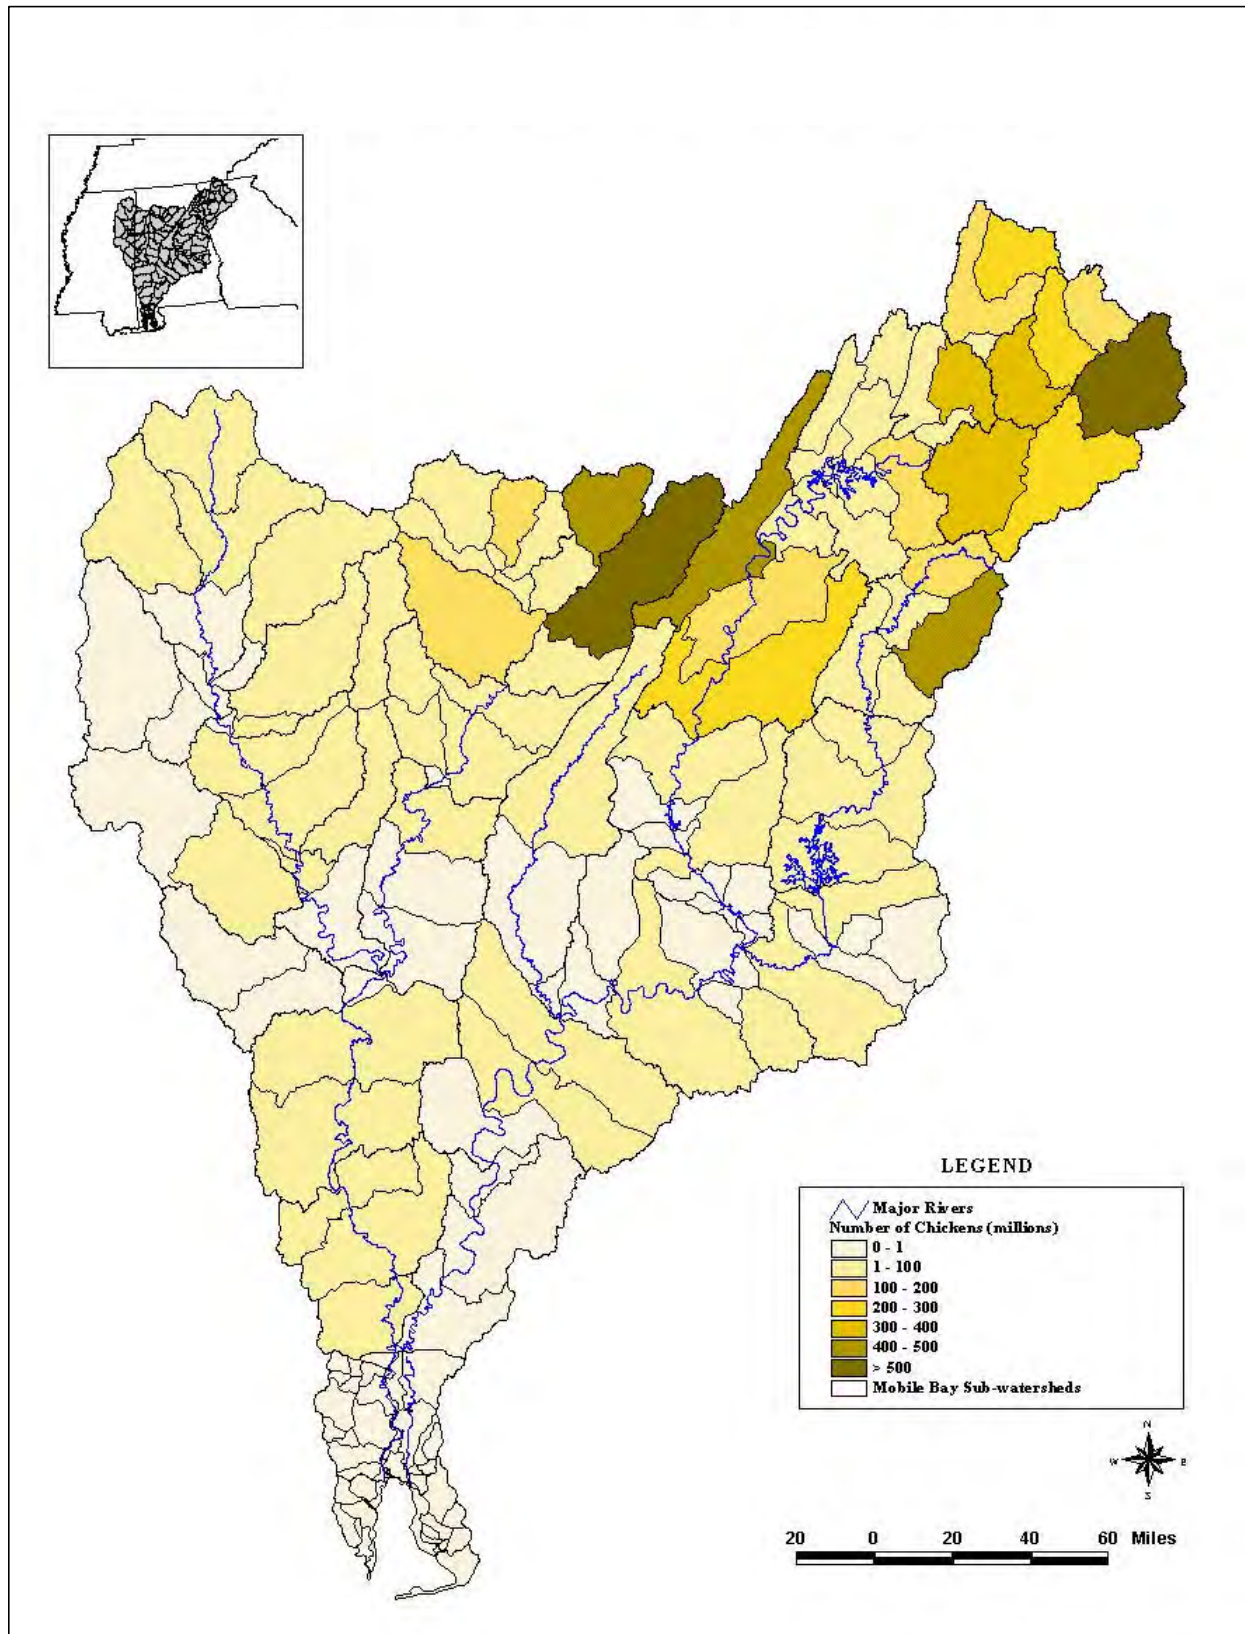 LEGEND
Major Rivers
Number of Chickens (millions)
0 - 1
1 - 100
100 - 200
200 - 300
300 - 400
400 - 500
> 500
Mobile Bay Sub-watersheds
N
W E
S
20 0 20 40 60 Miles